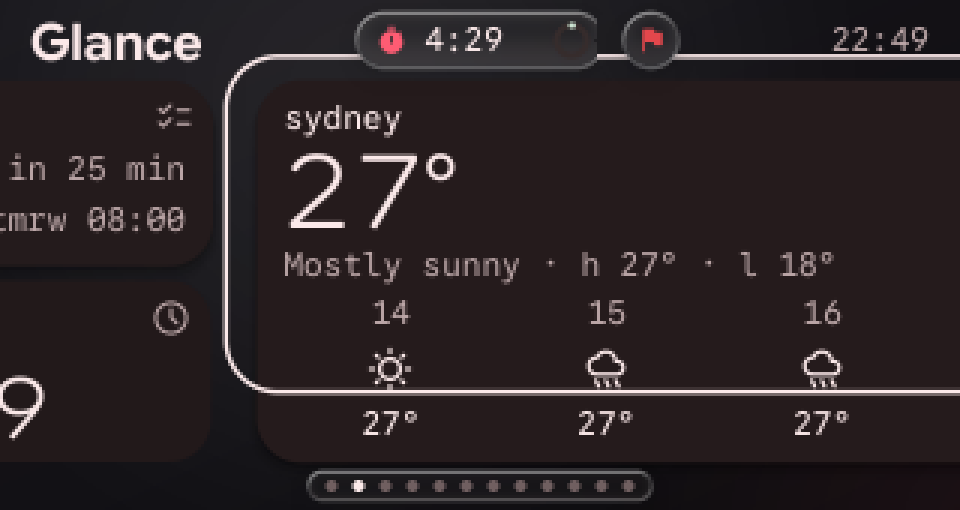 Glance
4:29
22:49
in 25 min
tmrw 08:00
9
sydney
27°
Mostly sunny · h 27° · l 18°
14 15 16
27° 27° 27°